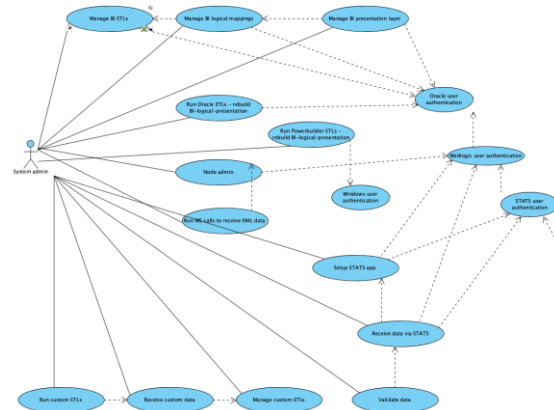 Manage BI ETLs
Manage BI logical mappings
Manage BI presentation layer
Oracle user
authentication
Run Oracle ETLs - rebuild
BI-logical-presentation
Run Powerbuilder ETLs -
rebuild BI-logical-presentation
System admin
Node admin
Weblogic user authentication
Windows user
authentication
STATS user
authentication
Run WS calls to receive XML data
Setup STATS app
Receive data via STATS
Run custom ETLs
Receive custom data
Manage custom ETLs
Validate data